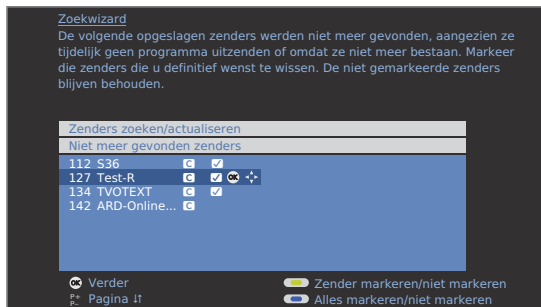 Zoekwizard
De volgende opgeslagen zenders werden niet meer gevonden, aangezien ze
tijdelijk geen programma uitzenden of omdat ze niet meer bestaan. Markeer
die zenders die u definitief wenst te wissen. De niet gemarkeerde zenders
blijven behouden.
Zenders zoeken/actualiseren
Niet meer gevonden zenders
112 S36 C
127 Test-R C OK
134 TVOTEXT C
142 ARD-Online... C
OK Verder
Zender markeren/niet markeren
P+ P– Pagina
Alles markeren/niet markeren